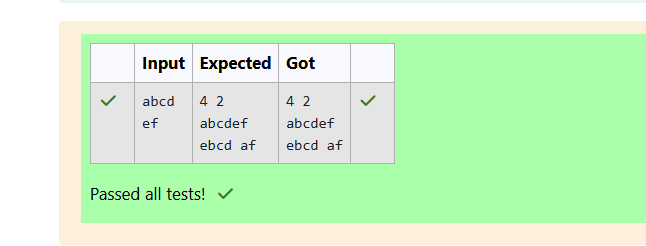 Input Expected Got
abcd 4 2 4 2
ef abcdef abcdef
ebcd af ebcd af
Passed all tests!